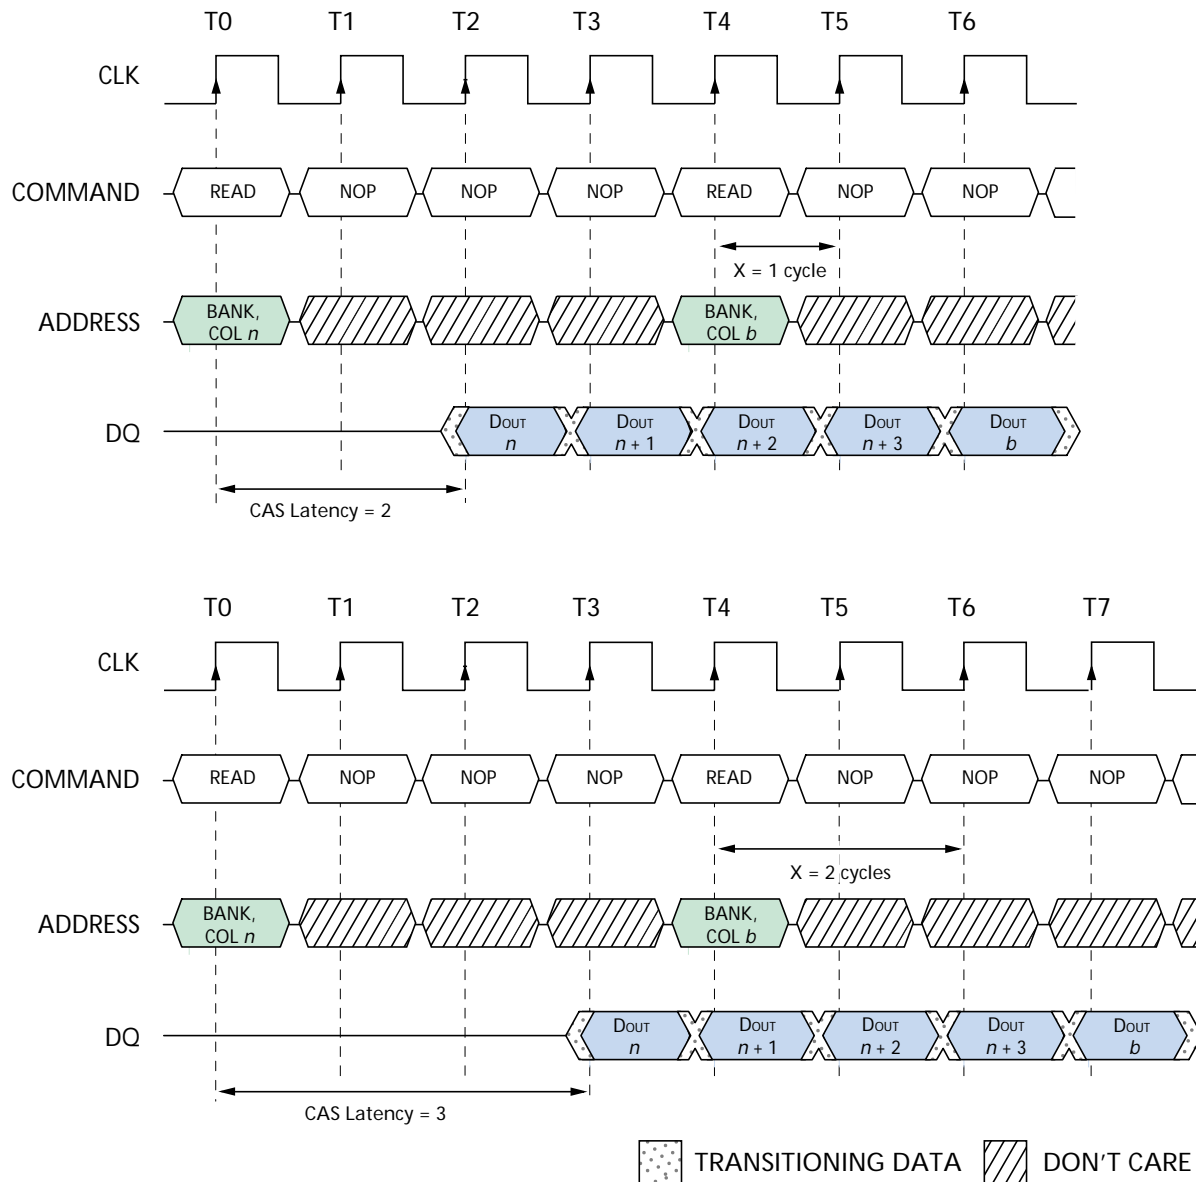 T0 T1 T2 T3 T4 T5 T6
CLK
COMMAND READ NOP NOP NOP READ NOP NOP
X = 1 cycle
ADDRESS BANK, COL n BANK, COL b
DQ DOUT n DOUT n + 1 DOUT n + 2 DOUT n + 3 DOUT b
CAS Latency = 2
T0 T1 T2 T3 T4 T5 T6 T7
CLK
COMMAND READ NOP NOP NOP READ NOP NOP NOP
X = 2 cycles
ADDRESS BANK, COL n BANK, COL b
DQ DOUT n DOUT n + 1 DOUT n + 2 DOUT n + 3 DOUT b
CAS Latency = 3
TRANSITIONING DATA DON'T CARE